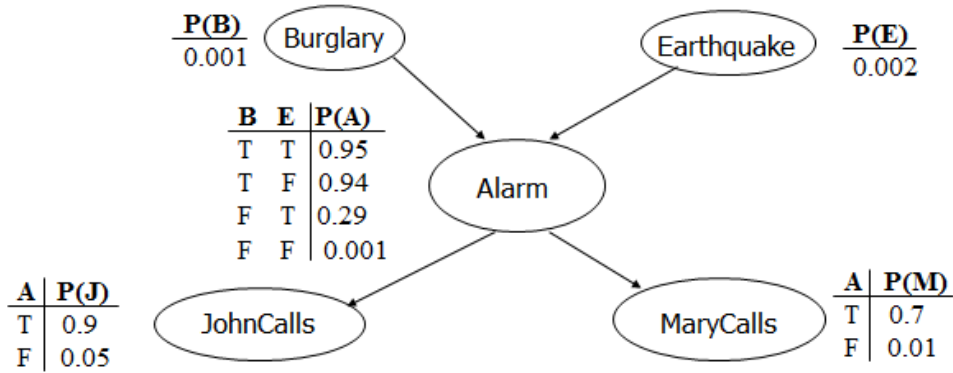 P(B)
0.001
Burglary
Earthquake
P(E)
0.002
B E P(A)
T T 0.95
T F 0.94
F T 0.29
F F 0.001
Alarm
A P(J)
T 0.9
F 0.05
JohnCalls
MaryCalls
A P(M)
T 0.7
F 0.01